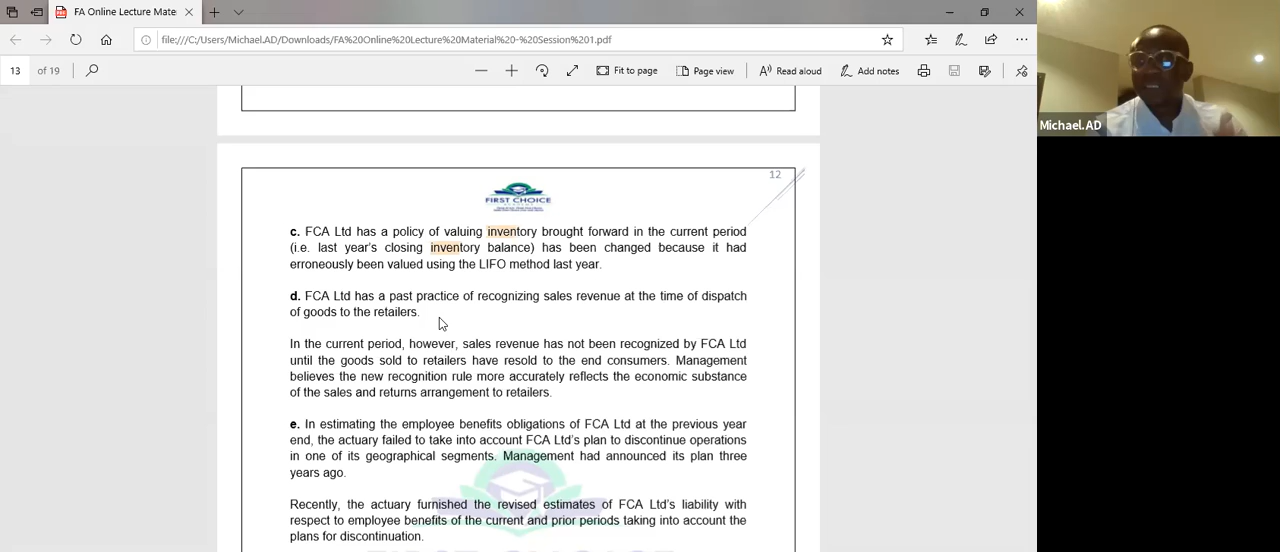 FA Online Lecture Mate
file:///C:/Users/Michael.AD/Downloads/FA%20Online%20Lecture%20Material%20-%20Session%201.pdf
13 of 19
Fit to page
Page view
Read aloud
Add notes
Michael.AD
12
FIRST CHOICE
c. FCA Ltd has a policy of valuing inventory brought forward in the current period
(i.e. last year's closing inventory balance) has been changed because it had
erroneously been valued using the LIFO method last year.
d. FCA Ltd has a past practice of recognizing sales revenue at the time of dispatch
of goods to the retailers.
In the current period, however, sales revenue has not been recognized by FCA Ltd
until the goods sold to retailers have resold to the end consumers. Management
believes the new recognition rule more accurately reflects the economic substance
of the sales and returns arrangement to retailers.
e. In estimating the employee benefits obligations of FCA Ltd at the previous year
end, the actuary failed to take into account FCA Ltd's plan to discontinue operations
in one of its geographical segments. Management had announced its plan three
years ago.
Recently, the actuary furnished the revised estimates of FCA Ltd's liability with
respect to employee benefits of the current and prior periods taking into account the
plans for discontinuation.